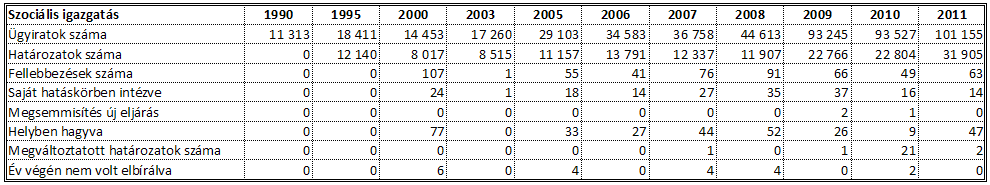 Szociális igazgatás 1990 1995 2000 2003 2005 2006 2007 2008 2009 2010 2011
Ügyiratok száma 11 313 18 411 14 453 17 260 29 103 34 583 36 758 44 613 93 245 93 527 101 155
Határozatok száma 0 12 140 8 017 8 515 11 157 13 791 12 337 11 907 22 766 22 804 31 905
Fellebbezések száma 0 0 107 1 55 41 76 91 66 49 63
Saját hatáskörben intézve 0 0 24 1 18 14 27 35 37 16 14
Megsemmisítés új eljárás 0 0 0 0 0 0 0 0 2 1 0
Helyben hagyva 0 0 77 0 33 27 44 52 26 9 47
Megváltoztatott határozatok száma 0 0 0 0 0 0 1 0 1 21 2
Év végén nem volt elbírálva 0 0 6 0 4 0 4 4 0 2 0